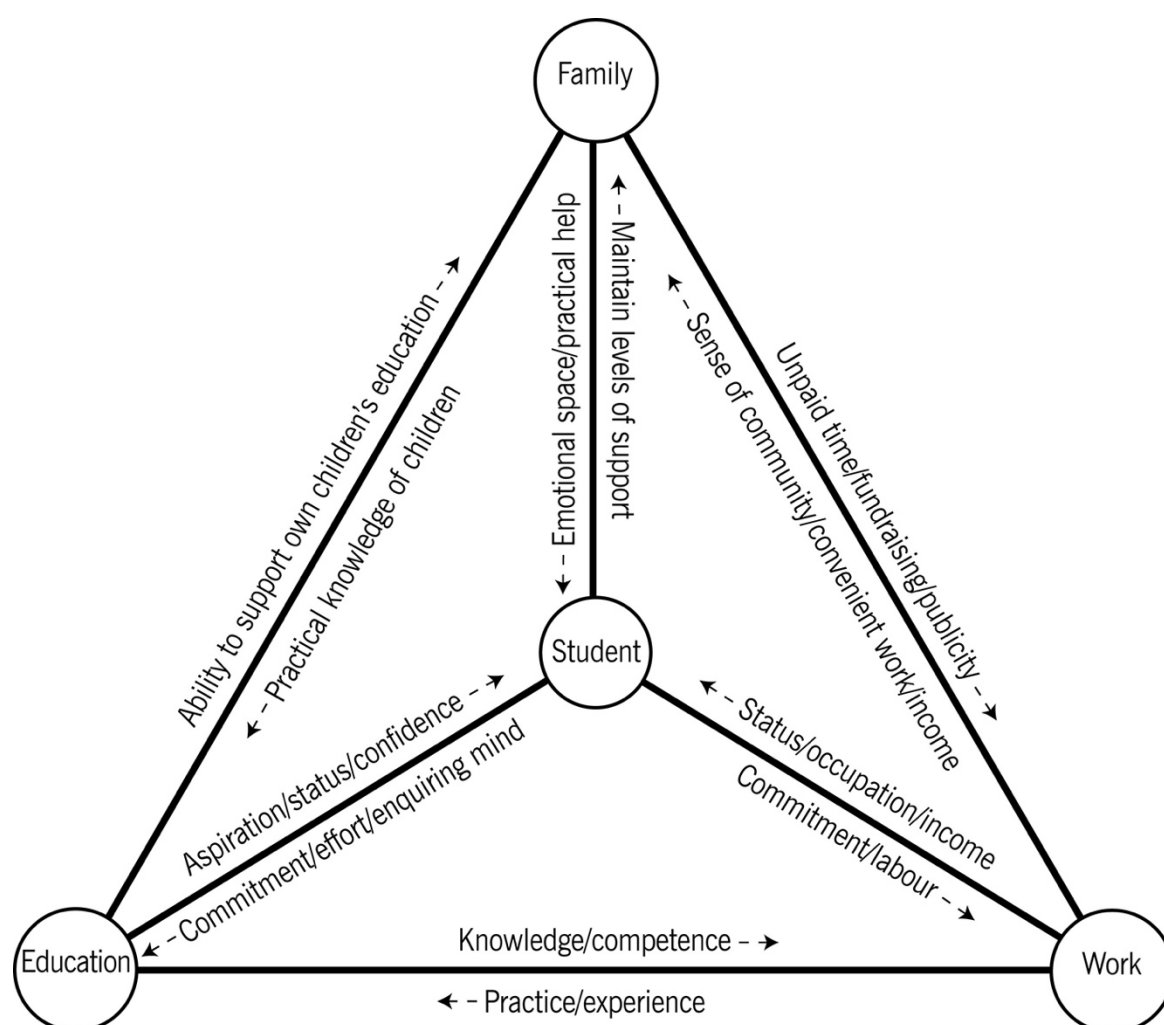 Family
Emotional space/practical help
Maintain levels of support
Ability to support own children's education
Practical knowledge of children
Unpaid time/fundraising/publicity
Sense of community/convenient work/income
Student
Aspiration/status/confidence
Commitment/effort/enquiring mind
Status/occupation/income
Commitment/labour
Education
Knowledge/competence
Practice/experience
Work